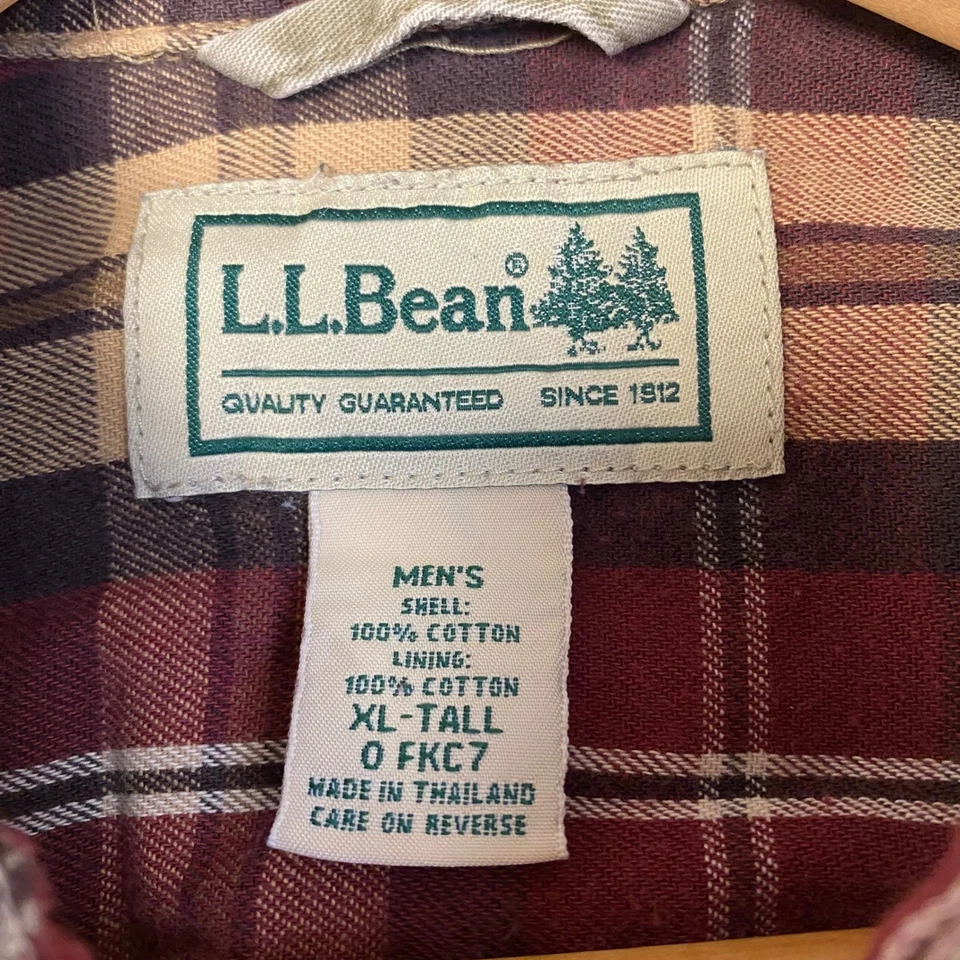 L.L.Bean®
QUALITY GUARANTEED SINCE 1912
MEN'S
SHELL:
100% COTTON
LINING:
100% COTTON
XL-TALL
0 FKC7
MADE IN THAILAND
CARE ON REVERSE